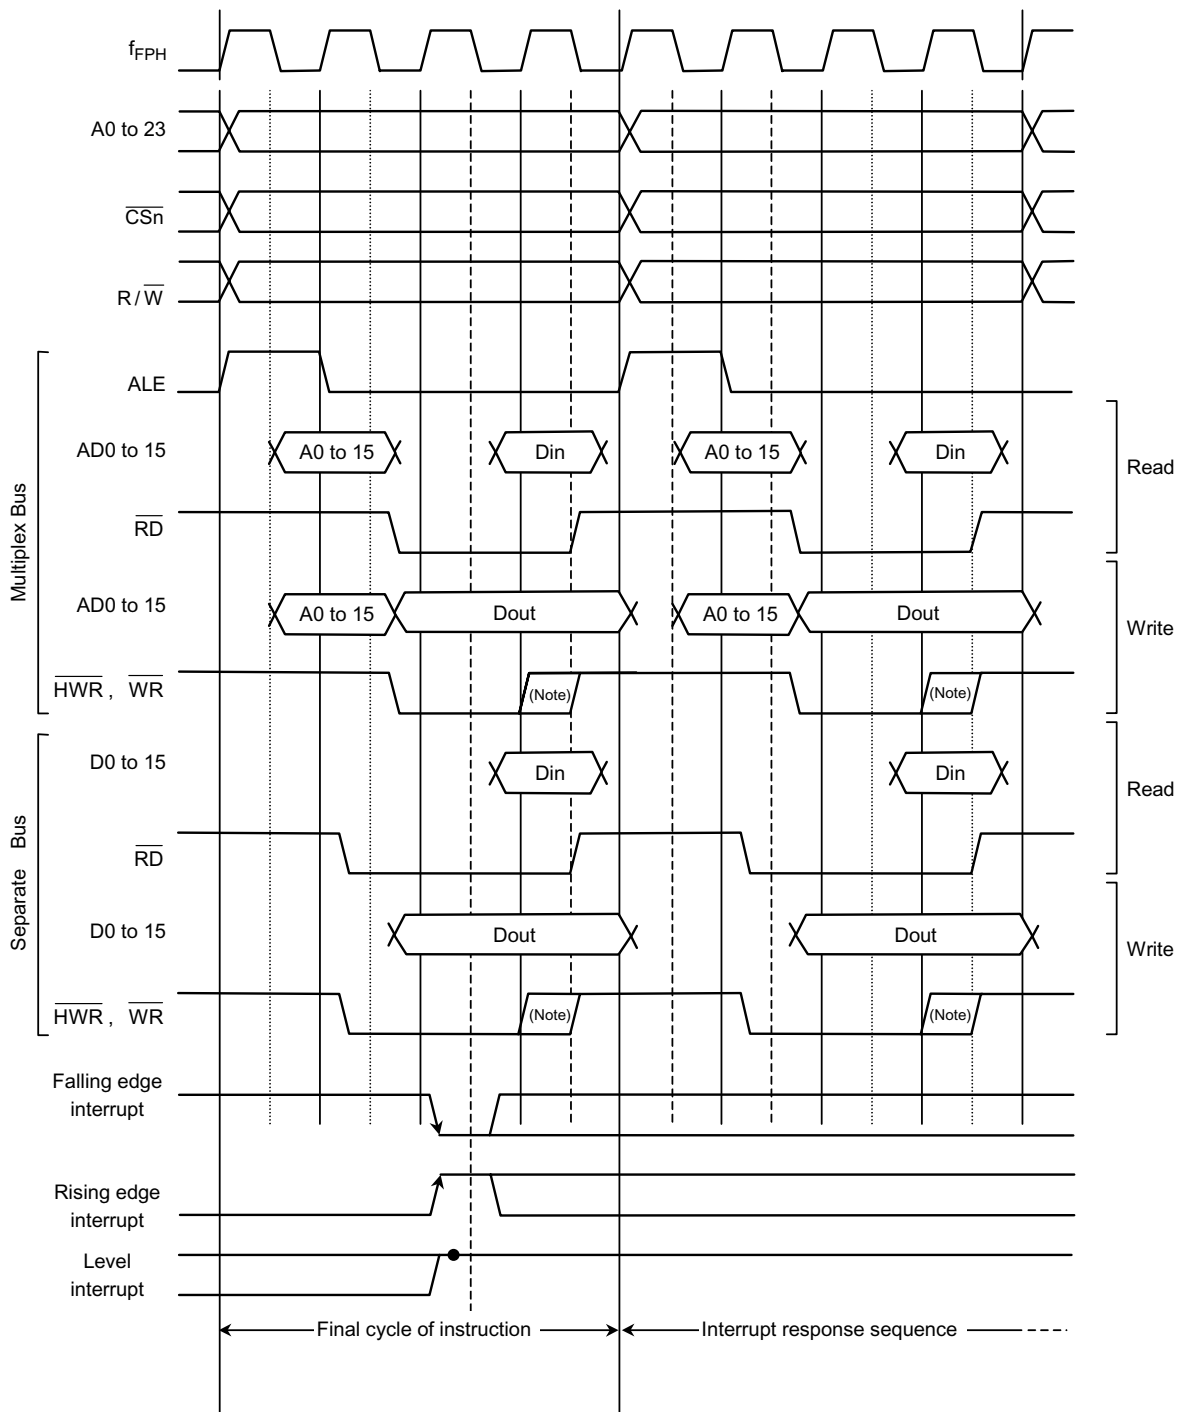 fFPH
A0 to 23
CSn
R/W
ALE
AD0 to 15
A0 to 15
Din
A0 to 15
Din
Read
RD
Multiplex Bus
AD0 to 15
A0 to 15
Dout
A0 to 15
Dout
Write
HWR, WR
(Note)
(Note)
D0 to 15
Din
Din
Read
RD
Separate Bus
D0 to 15
Dout
Dout
Write
HWR, WR
(Note)
(Note)
Falling edge
interrupt
Rising edge
interrupt
Level
interrupt
Final cycle of instruction
Interrupt response sequence